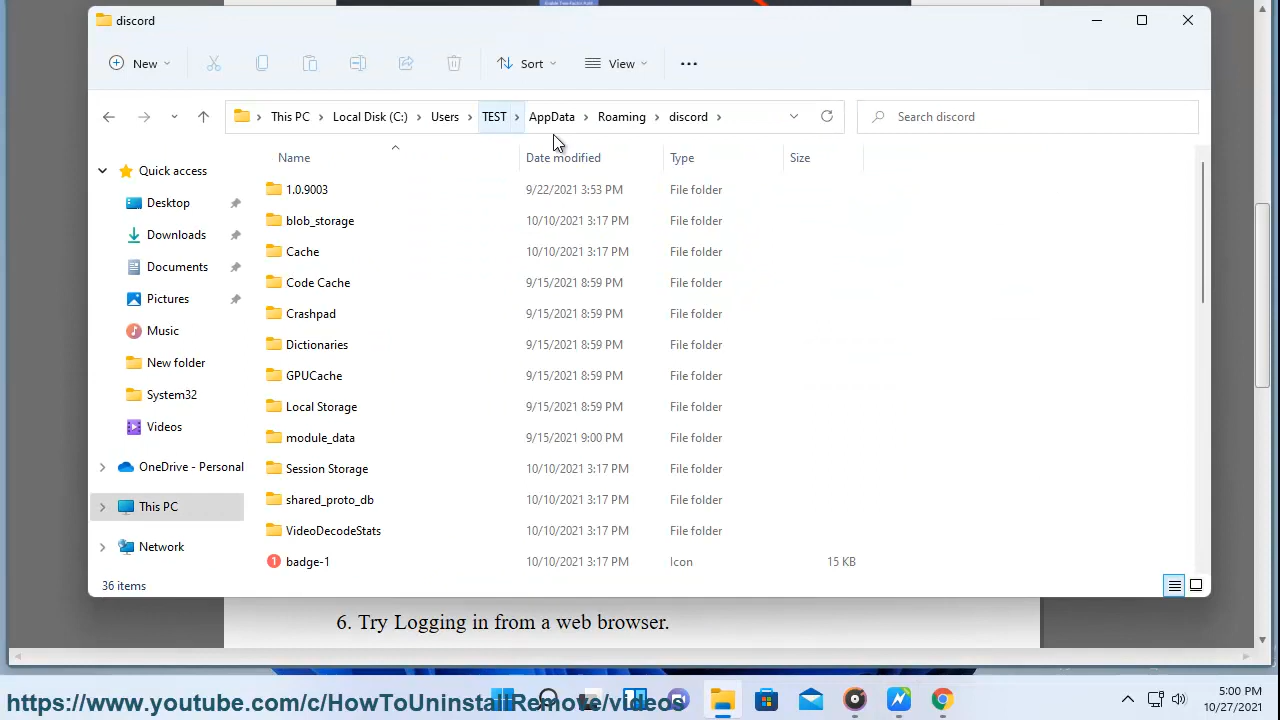 discord
New
Sort
View
This PC > Local Disk (C:) > Users > TEST > AppData > Roaming > discord >
Search discord
Name Date modified Type Size
Quick access
Desktop
Downloads
Documents
Pictures
Music
New folder
System32
Videos
OneDrive - Personal
This PC
Network
1.0.9003 9/22/2021 3:53 PM File folder
blob_storage 10/10/2021 3:17 PM File folder
Cache 10/10/2021 3:17 PM File folder
Code Cache 9/15/2021 8:59 PM File folder
Crashpad 9/15/2021 8:59 PM File folder
Dictionaries 9/15/2021 8:59 PM File folder
GPUCache 9/15/2021 8:59 PM File folder
Local Storage 9/15/2021 8:59 PM File folder
module_data 9/15/2021 9:00 PM File folder
Session Storage 10/10/2021 3:17 PM File folder
shared_proto_db 10/10/2021 3:17 PM File folder
VideoDecodeStats 10/10/2021 3:17 PM File folder
badge-1 10/10/2021 3:17 PM Icon 15 KB
36 items
6. Try Logging in from a web browser.
https://www.youtube.com/c/HowToUninstallRemove/videos
5:00 PM
10/27/2021